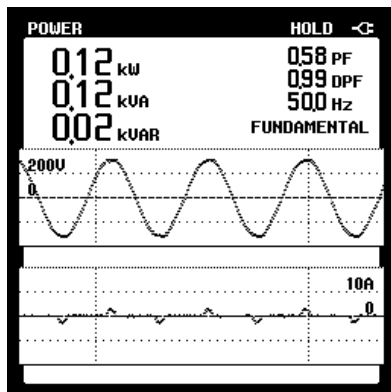 POWER HOLD
0.12 kW 0.58 PF
0.12 kVA 0.99 DPF
0.02 kVAR 50.0 Hz
FUNDAMENTAL
200V
0
10A
0